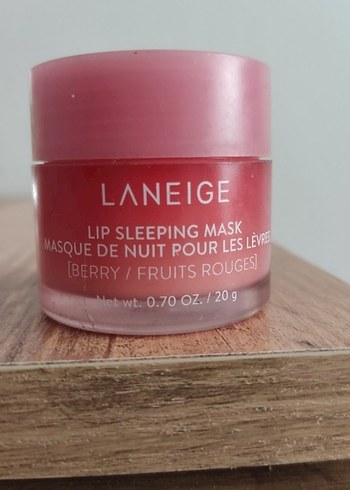 LANEIGE
LIP SLEEPING MASK
MASQUE DE NUIT POUR LES LÈVRES
[BERRY / FRUITS ROUGES]
Net wt. 0.70 OZ. / 20 g